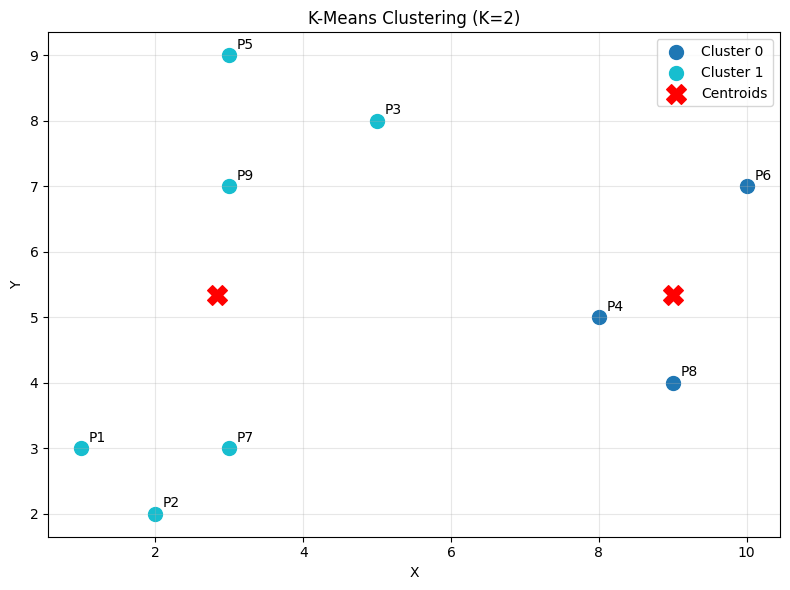 K-Means Clustering (K=2)
Cluster 0
Cluster 1
Centroids
P5
P3
P9
P6
P4
P8
P1
P7
P2
9
8
7
6
5
4
3
2
Y
2
4
6
8
10
X